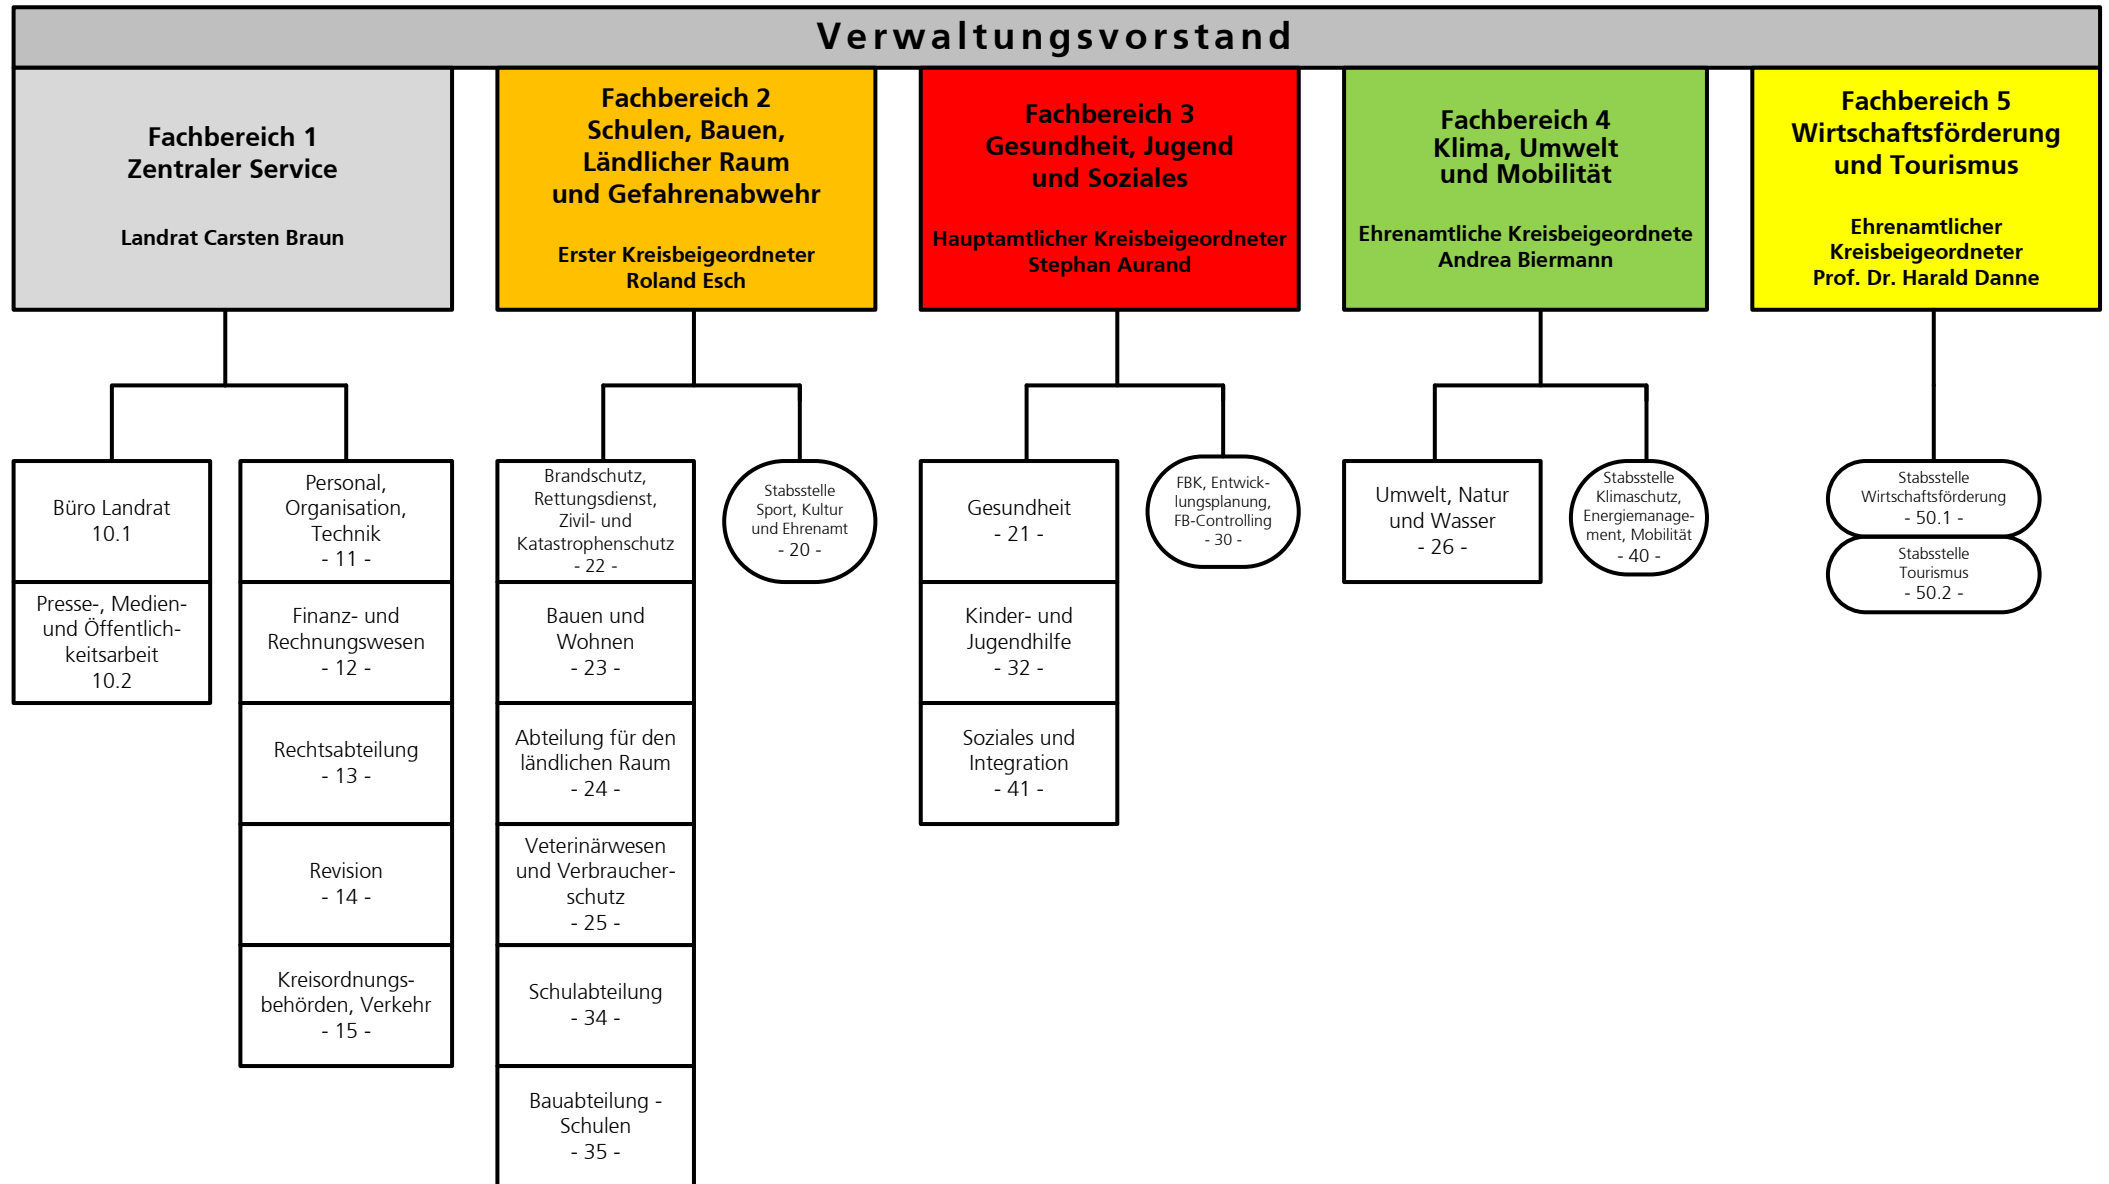 Verwaltungsvorstand
Fachbereich 1
Zentraler Service
Landrat Carsten Braun
Fachbereich 2
Schulen, Bauen,
Ländlicher Raum
und Gefahrenabwehr
Erster Kreisbeigeordneter
Roland Esch
Fachbereich 3
Gesundheit, Jugend
und Soziales
Hauptamtlicher Kreisbeigeordneter
Stephan Aurand
Fachbereich 4
Klima, Umwelt
und Mobilität
Ehrenamtliche Kreisbeigeordnete
Andrea Biermann
Fachbereich 5
Wirtschaftsförderung
und Tourismus
Ehrenamtlicher
Kreisbeigeordneter
Prof. Dr. Harald Danne
Büro Landrat
10.1
Presse-, Medien-
und Öffentlich-
keitsarbeit
10.2
Personal,
Organisation,
Technik
- 11 -
Finanz- und
Rechnungswesen
- 12 -
Rechtsabteilung
- 13 -
Revision
- 14 -
Kreisordnungs-
behörden, Verkehr
- 15 -
Brandschutz,
Rettungsdienst,
Zivil- und
Katastrophenschutz
- 22 -
Bauen und
Wohnen
- 23 -
Abteilung für den
ländlichen Raum
- 24 -
Veterinärwesen
und Verbraucher-
schutz
- 25 -
Schulabteilung
- 34 -
Bauabteilung -
Schulen
- 35 -
Stabsstelle
Sport, Kultur
und Ehrenamt
- 20 -
Gesundheit
- 21 -
Kinder- und
Jugendhilfe
- 32 -
Soziales und
Integration
- 41 -
FBK, Entwick-
lungsplanung,
FB-Controlling
- 30 -
Umwelt, Natur
und Wasser
- 26 -
Stabsstelle
Klimaschutz,
Energiemanage-
ment, Mobilität
- 40 -
Stabsstelle
Wirtschaftsförderung
- 50.1 -
Stabsstelle
Tourismus
- 50.2 -